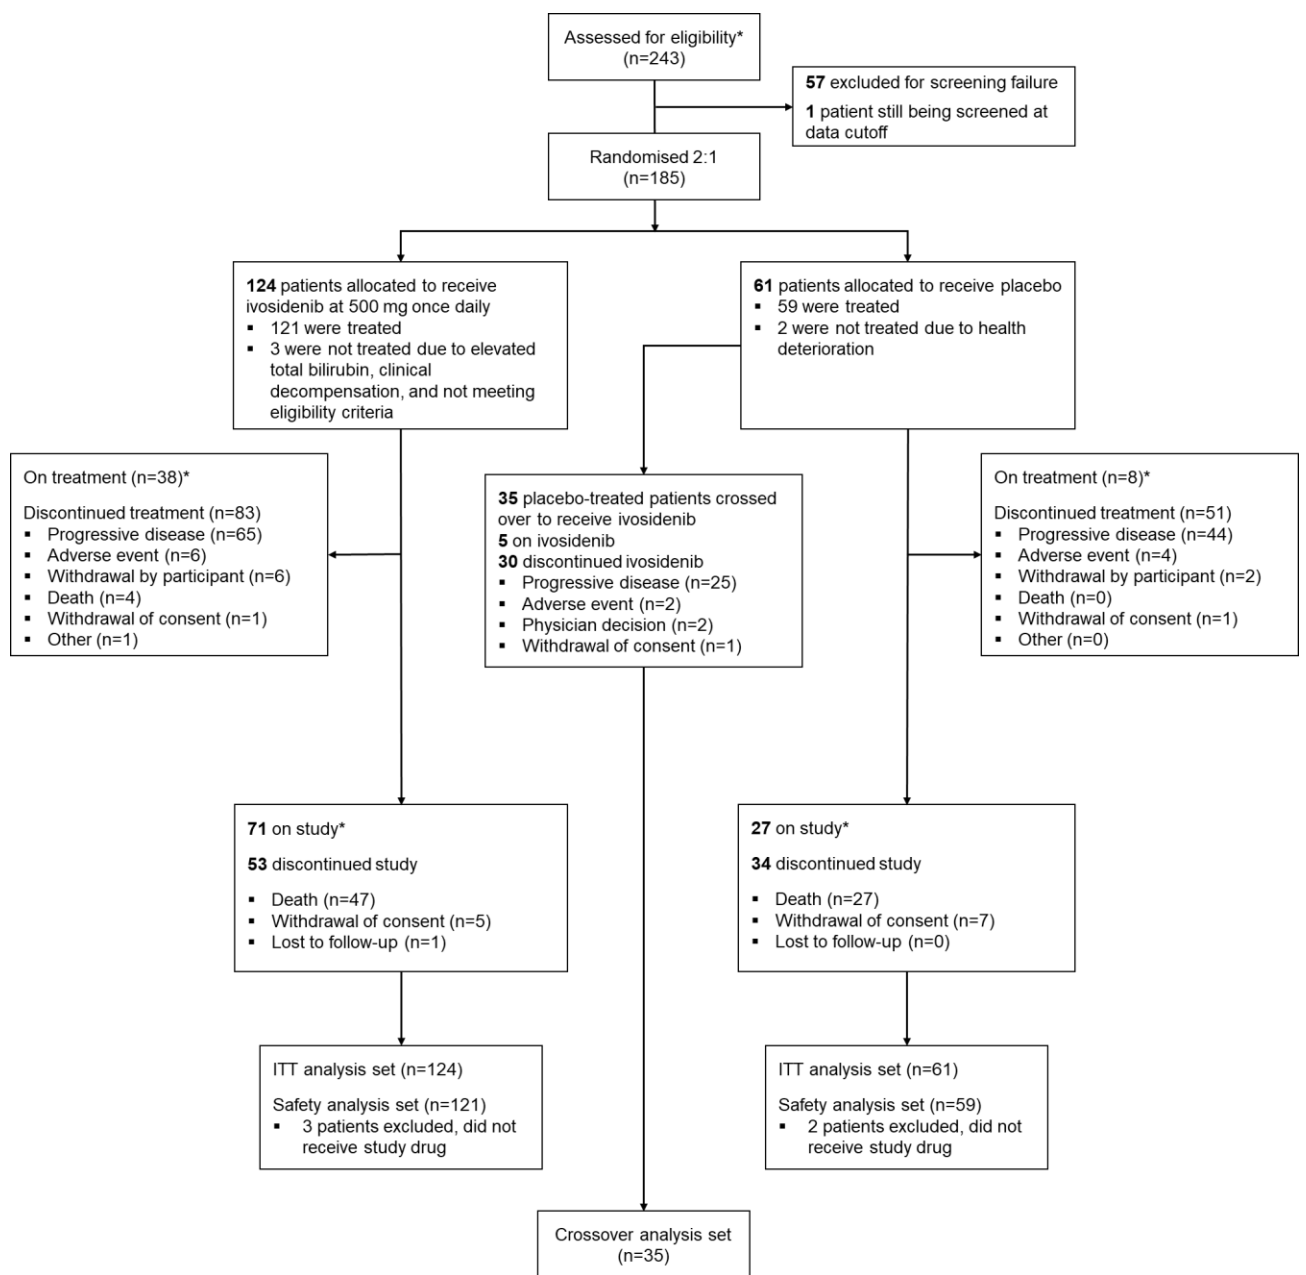 Assessed for eligibility*
(n=243)
57 excluded for screening failure
1 patient still being screened at
data cutoff
Randomised 2:1
(n=185)
124 patients allocated to receive
ivosidenib at 500 mg once daily
▪ 121 were treated
▪ 3 were not treated due to elevated
total bilirubin, clinical
decompensation, and not meeting
eligibility criteria
61 patients allocated to receive placebo
▪ 59 were treated
▪ 2 were not treated due to health
deterioration
On treatment (n=38)*
Discontinued treatment (n=83)
▪ Progressive disease (n=65)
▪ Adverse event (n=6)
▪ Withdrawal by participant (n=6)
▪ Death (n=4)
▪ Withdrawal of consent (n=1)
▪ Other (n=1)
35 placebo-treated patients crossed
over to receive ivosidenib
5 on ivosidenib
30 discontinued ivosidenib
▪ Progressive disease (n=25)
▪ Adverse event (n=2)
▪ Physician decision (n=2)
▪ Withdrawal of consent (n=1)
On treatment (n=8)*
Discontinued treatment (n=51)
▪ Progressive disease (n=44)
▪ Adverse event (n=4)
▪ Withdrawal by participant (n=2)
▪ Death (n=0)
▪ Withdrawal of consent (n=1)
▪ Other (n=0)
71 on study*
53 discontinued study
▪ Death (n=47)
▪ Withdrawal of consent (n=5)
▪ Lost to follow-up (n=1)
27 on study*
34 discontinued study
▪ Death (n=27)
▪ Withdrawal of consent (n=7)
▪ Lost to follow-up (n=0)
ITT analysis set (n=124)
Safety analysis set (n=121)
▪ 3 patients excluded, did not
receive study drug
ITT analysis set (n=61)
Safety analysis set (n=59)
▪ 2 patients excluded, did not
receive study drug
Crossover analysis set
(n=35)